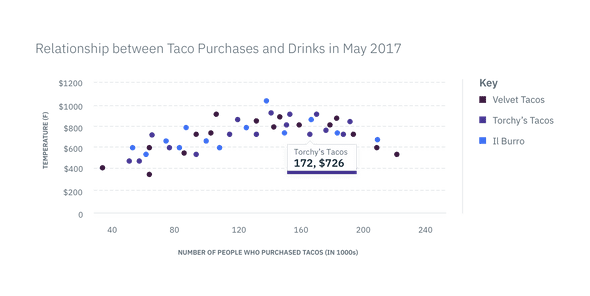 Relationship between Taco Purchases and Drinks in May 2017
Key
Velvet Tacos
Torchy's Tacos
Il Burro
TEMPERATURE (F)
$1200
$1000
$800
$600
$400
$200
0
Torchy's Tacos
172, $726
40
80
120
160
200
240
NUMBER OF PEOPLE WHO PURCHASED TACOS (IN 1000s)